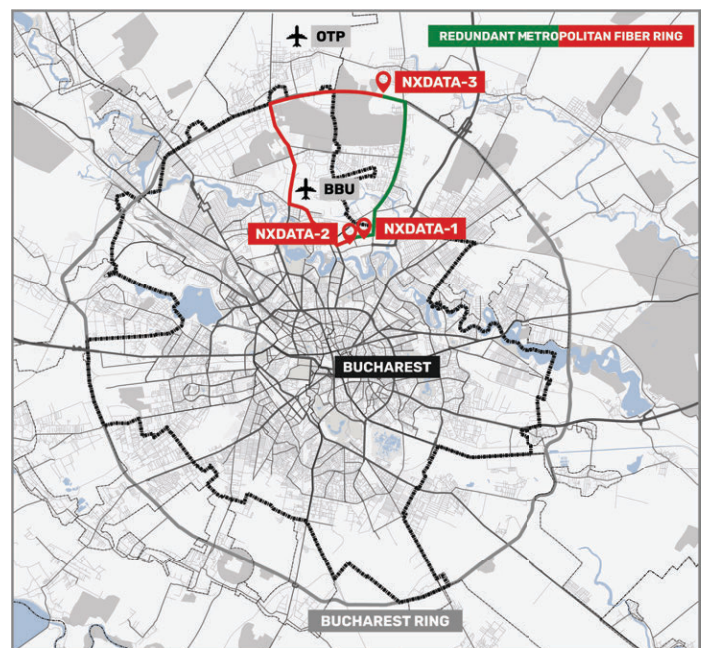 OTP
REDUNDANT METROPOLITAN FIBER RING
NXDATA-3
BBU
NXDATA-2
NXDATA-1
BUCHAREST
BUCHAREST RING